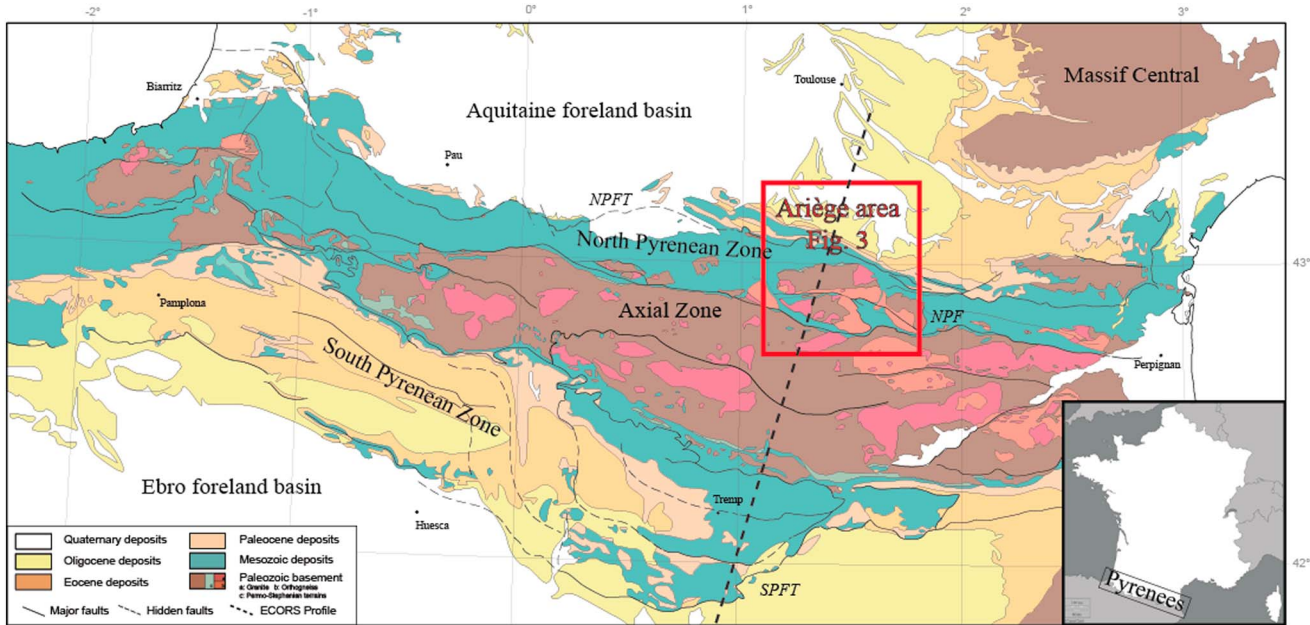 -2°
-1°
0°
1°
2°
3°
Biarritz
Toulouse
Massif Central
Aquitaine foreland basin
Pau
NPFT
Ariège area
Fig. 3
North Pyrenean Zone
43°
Pamplona
Axial Zone
NPF
Perpignan
South Pyrenean Zone
Ebro foreland basin
Tremp
Huesca
42°
SPFT
Quaternary deposits
Oligocene deposits
Eocene deposits
Paleocene deposits
Mesozoic deposits
Paleozoic basement
a: Granite b: Orthogneiss
c: Permo-Stephanian terrains
Major faults
Hidden faults
ECORS Profile
Pyrenees